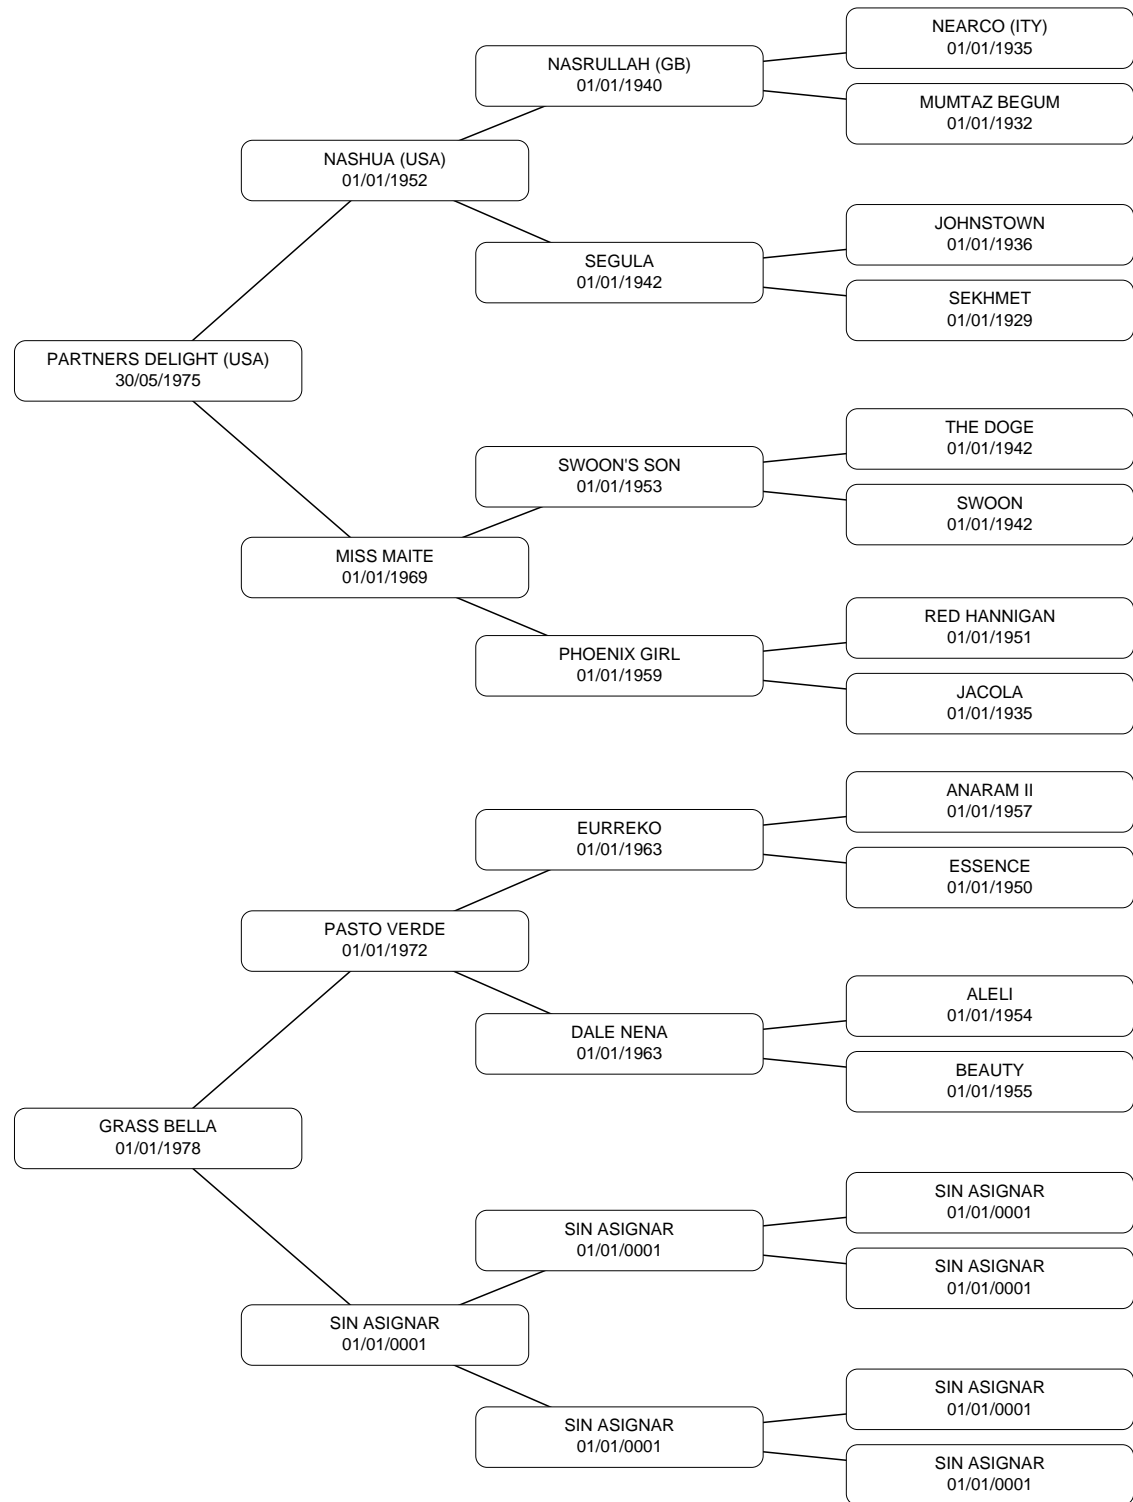 NEARCO (ITY)
01/01/1935
NASRULLAH (GB)
01/01/1940
MUMTAZ BEGUM
01/01/1932
NASHUA (USA)
01/01/1952
JOHNSTOWN
01/01/1936
SEGULA
01/01/1942
SEKHMET
01/01/1929
PARTNERS DELIGHT (USA)
30/05/1975
THE DOGE
01/01/1942
SWOON'S SON
01/01/1953
SWOON
01/01/1942
MISS MAITE
01/01/1969
RED HANNIGAN
01/01/1951
PHOENIX GIRL
01/01/1959
JACOLA
01/01/1935
ANARAM II
01/01/1957
EURREKO
01/01/1963
ESSENCE
01/01/1950
PASTO VERDE
01/01/1972
ALELI
01/01/1954
DALE NENA
01/01/1963
BEAUTY
01/01/1955
GRASS BELLA
01/01/1978
SIN ASIGNAR
01/01/0001
SIN ASIGNAR
01/01/0001
SIN ASIGNAR
01/01/0001
SIN ASIGNAR
01/01/0001
SIN ASIGNAR
01/01/0001
SIN ASIGNAR
01/01/0001
SIN ASIGNAR
01/01/0001